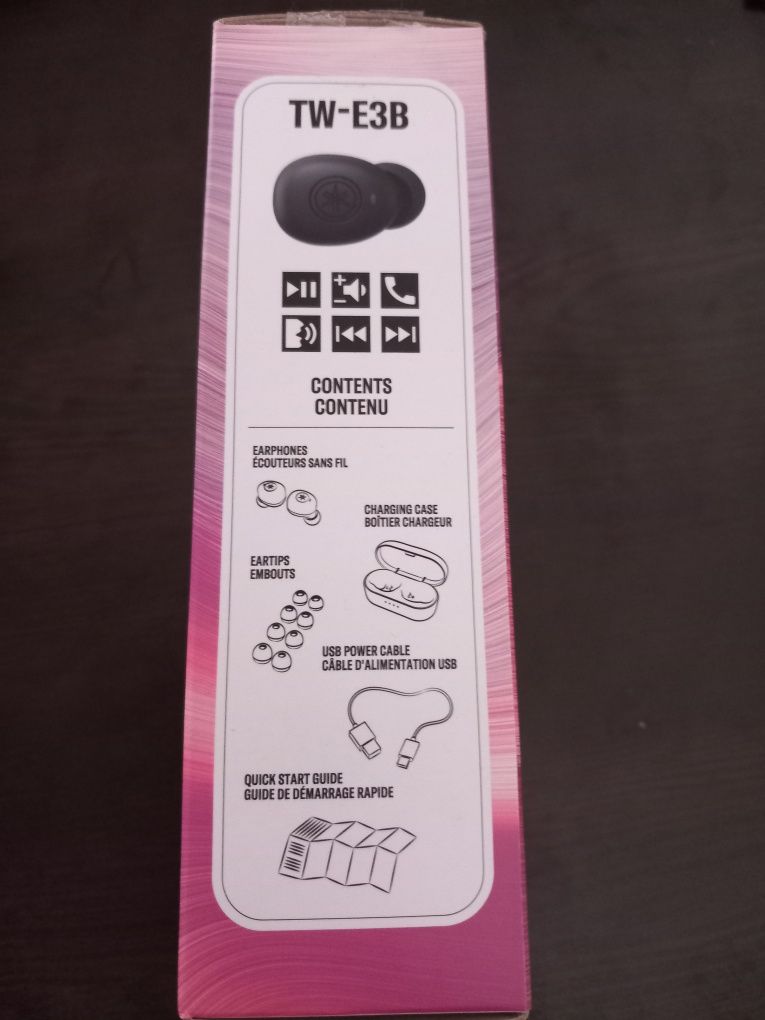 TW-E3B
CONTENTS
CONTENU
EARPHONES
ÉCOUTEURS SANS FIL
CHARGING CASE
BOÎTIER CHARGEUR
EARTIPS
EMBOUTS
USB POWER CABLE
CÂBLE D'ALIMENTATION USB
QUICK START GUIDE
GUIDE DE DÉMARRAGE RAPIDE